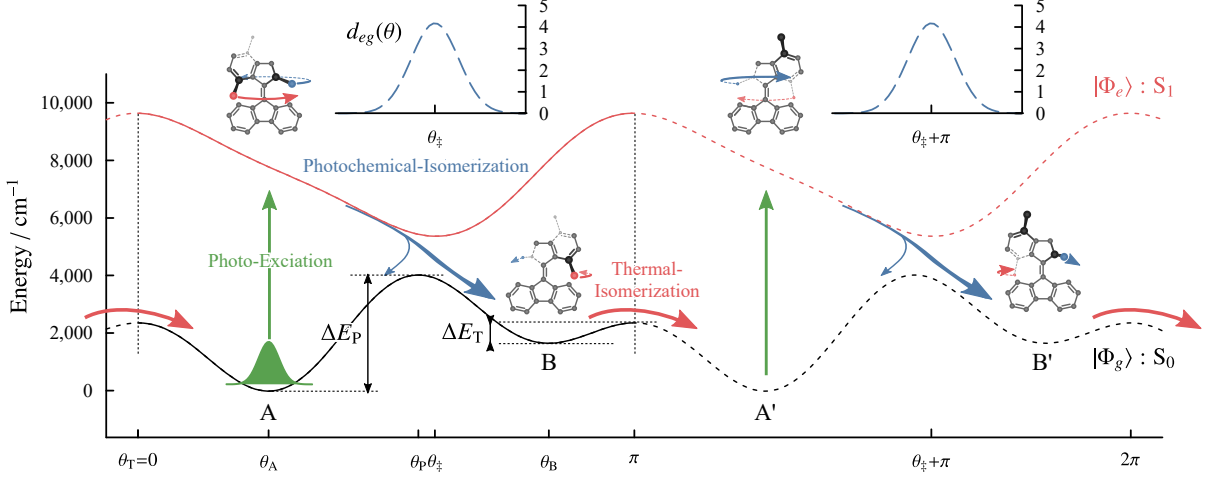 d_eg(θ)
5
4
3
2
1
0
θ‡
5
4
3
2
1
0
θ‡+π
|Φ_e⟩ : S₁
Energy / cm⁻¹
10,000
8,000
6,000
4,000
2,000
0
Photochemical-Isomerization
Photo-Exciation
Thermal-
Isomerization
ΔE_P
ΔE_T
B
B'
|Φ_g⟩ : S₀
A
A'
θ_T=0
θ_A
θ_P
θ‡
θ_B
π
θ‡+π
2π